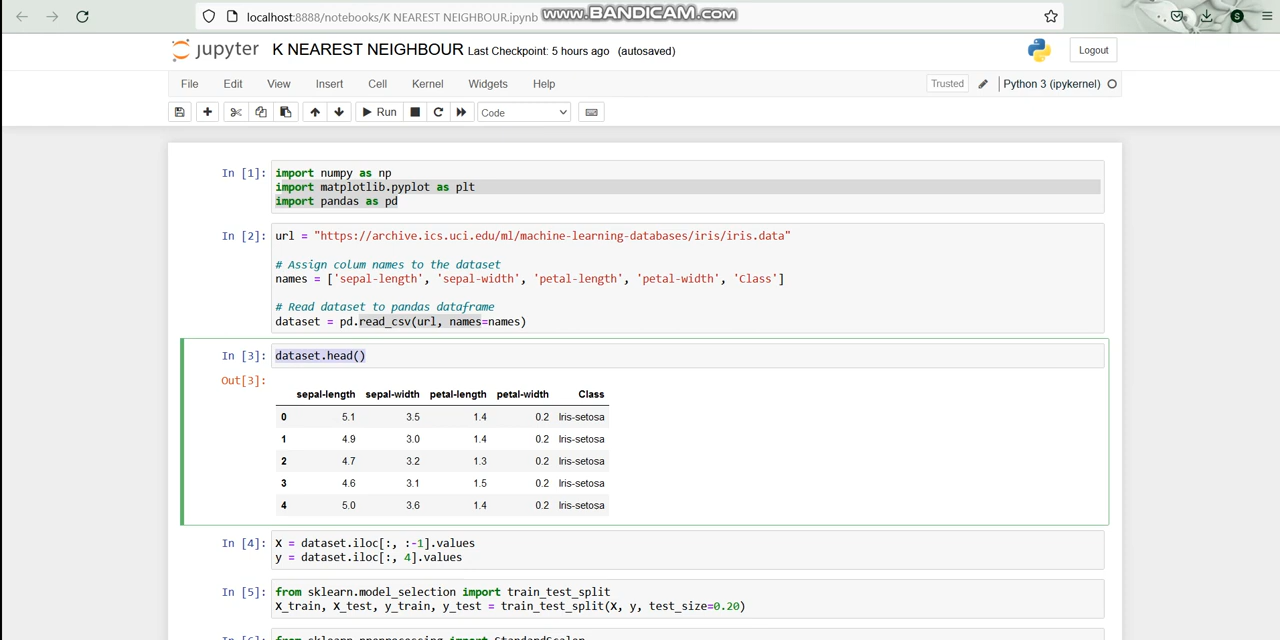 localhost:8888/notebooks/K NEAREST NEIGHBOUR.ipynb
www.BANDICAM.com
S
jupyter K NEAREST NEIGHBOUR Last Checkpoint: 5 hours ago (autosaved)
Logout
File Edit View Insert Cell Kernel Widgets Help
Trusted Python 3 (ipykernel)
Run Code
In [1]: import numpy as np
import matplotlib.pyplot as plt
import pandas as pd
In [2]: url = "https://archive.ics.uci.edu/ml/machine-learning-databases/iris/iris.data"
# Assign colum names to the dataset
names = ['sepal-length', 'sepal-width', 'petal-length', 'petal-width', 'Class']
# Read dataset to pandas dataframe
dataset = pd.read_csv(url, names=names)
In [3]: dataset.head()
Out[3]:
sepal-length sepal-width petal-length petal-width Class
0 5.1 3.5 1.4 0.2 Iris-setosa
1 4.9 3.0 1.4 0.2 Iris-setosa
2 4.7 3.2 1.3 0.2 Iris-setosa
3 4.6 3.1 1.5 0.2 Iris-setosa
4 5.0 3.6 1.4 0.2 Iris-setosa
In [4]: X = dataset.iloc[:, :-1].values
y = dataset.iloc[:, 4].values
In [5]: from sklearn.model_selection import train_test_split
X_train, X_test, y_train, y_test = train_test_split(X, y, test_size=0.20)
In [6]: from sklearn.preprocessing import StandardScaler